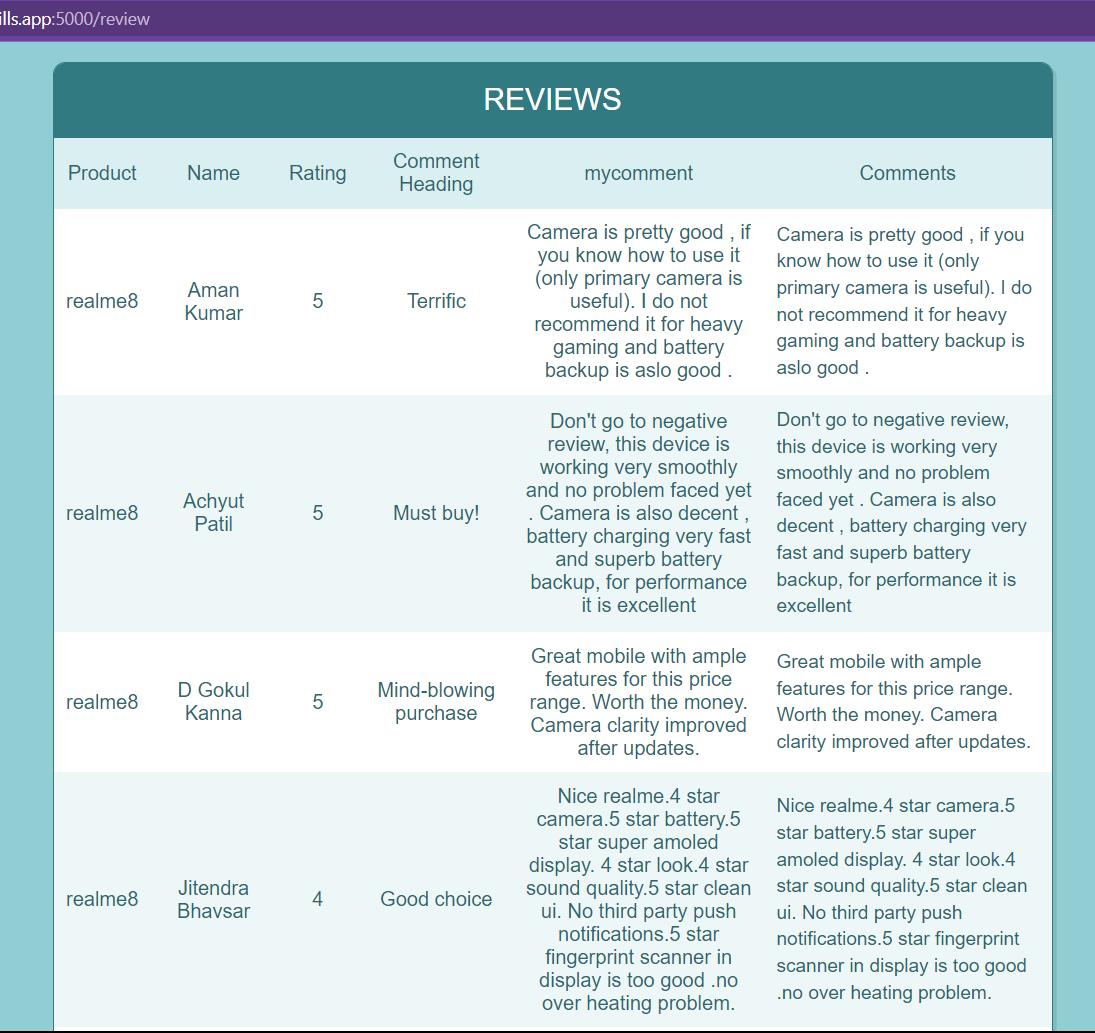 ills.app:5000/review
REVIEWS
Product
Name
Rating
Comment
Heading
mycomment
Comments
realme8
Aman
Kumar
5
Terrific
Camera is pretty good , if
you know how to use it
(only primary camera is
useful). I do not
recommend it for heavy
gaming and battery
backup is aslo good .
Camera is pretty good , if you
know how to use it (only
primary camera is useful). I do
not recommend it for heavy
gaming and battery backup is
aslo good .
realme8
Achyut
Patil
5
Must buy!
Don't go to negative
review, this device is
working very smoothly
and no problem faced yet
. Camera is also decent ,
battery charging very fast
and superb battery
backup, for performance
it is excellent
Don't go to negative review,
this device is working very
smoothly and no problem
faced yet . Camera is also
decent , battery charging very
fast and superb battery
backup, for performance it is
excellent
realme8
D Gokul
Kanna
5
Mind-blowing
purchase
Great mobile with ample
features for this price
range. Worth the money.
Camera clarity improved
after updates.
Great mobile with ample
features for this price range.
Worth the money. Camera
clarity improved after updates.
realme8
Jitendra
Bhavsar
4
Good choice
Nice realme.4 star
camera.5 star battery.5
star super amoled
display. 4 star look.4 star
sound quality.5 star clean
ui. No third party push
notifications.5 star
fingerprint scanner in
display is too good .no
over heating problem.
Nice realme.4 star camera.5
star battery.5 star super
amoled display. 4 star look.4
star sound quality.5 star clean
ui. No third party push
notifications.5 star fingerprint
scanner in display is too good
.no over heating problem.